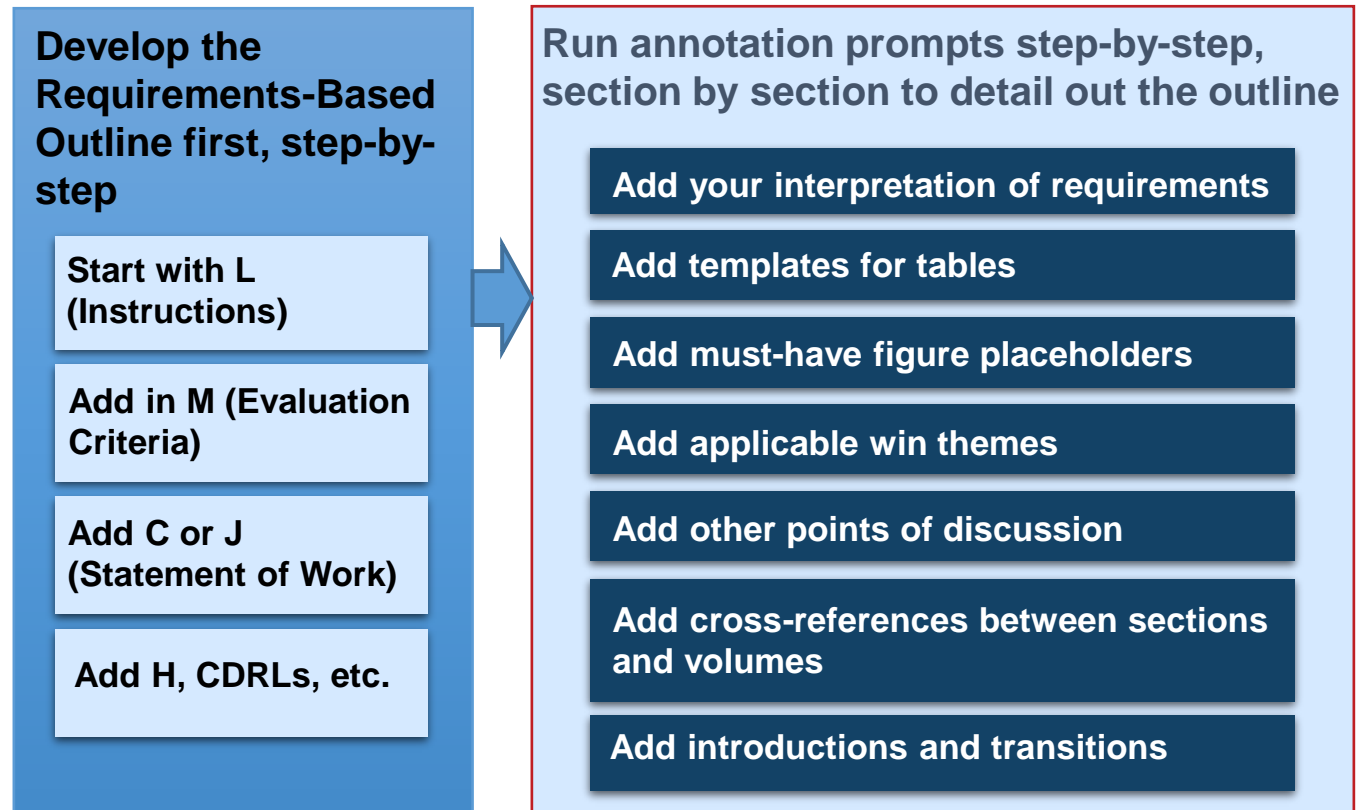 Develop the
Requirements-Based
Outline first, step-by-
step
Start with L
(Instructions)
Add in M (Evaluation
Criteria)
Add C or J
(Statement of Work)
Add H, CDRLs, etc.
Run annotation prompts step-by-step,
section by section to detail out the outline
Add your interpretation of requirements
Add templates for tables
Add must-have figure placeholders
Add applicable win themes
Add other points of discussion
Add cross-references between sections
and volumes
Add introductions and transitions